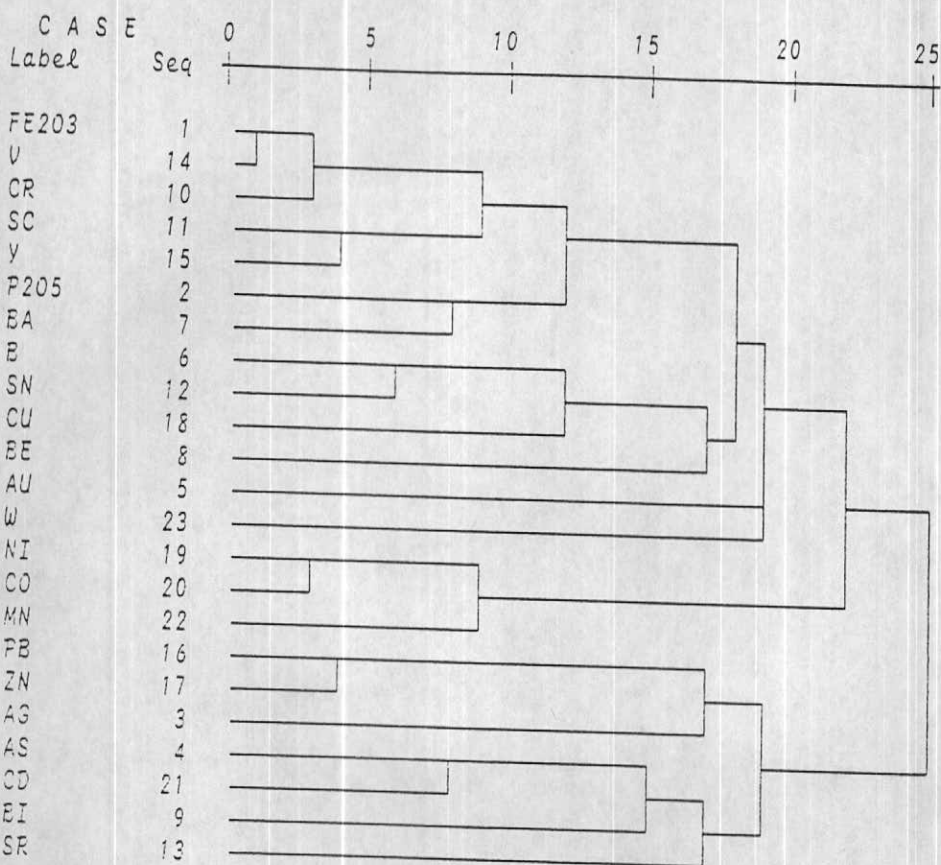 C A S E 0 5 10 15 20 25
Label Seq
FE203 1
V 14
CR 10
SC 11
Y 15
P205 2
BA 7
B 6
SN 12
CU 18
BE 8
AU 5
W 23
NI 19
CO 20
MN 22
PB 16
ZN 17
AG 3
AS 4
CD 21
BI 9
SR 13